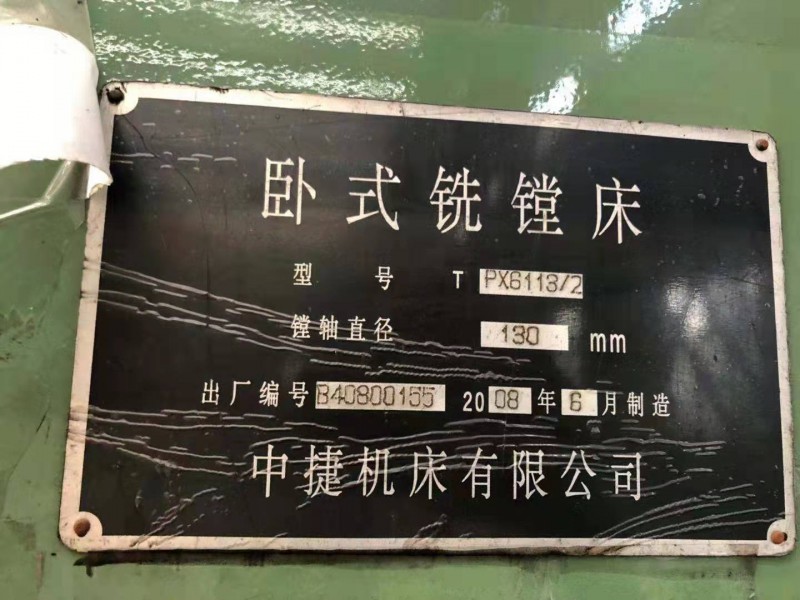 卧式铣镗床
型号 T PX6113/2
镗轴直径 130 mm
出厂编号 B40800155 2008年6月制造
中捷机床有限公司